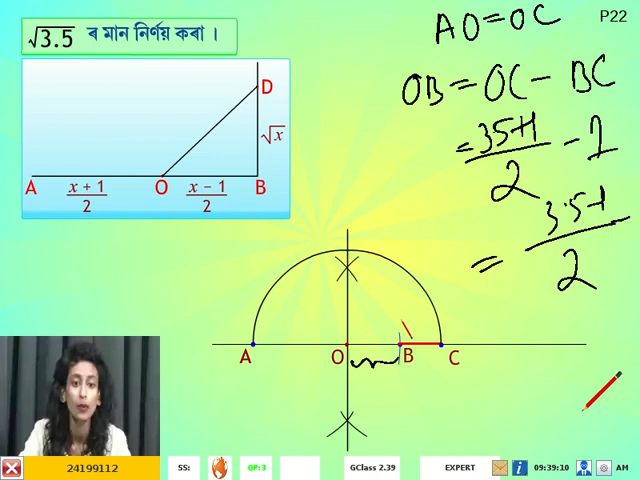 P22
√3.5 ৰ মান নিৰ্ণয় কৰা ।
D
√x
A O B
x + 1 / 2
x − 1 / 2
AO = OC
OB = OC − BC
= 3.5+1 / 2 − 1
= 3.5-1 / 2
A O B C
24199112
SS:
QP:3
GClass 2.39
EXPERT
09:39:10
AM